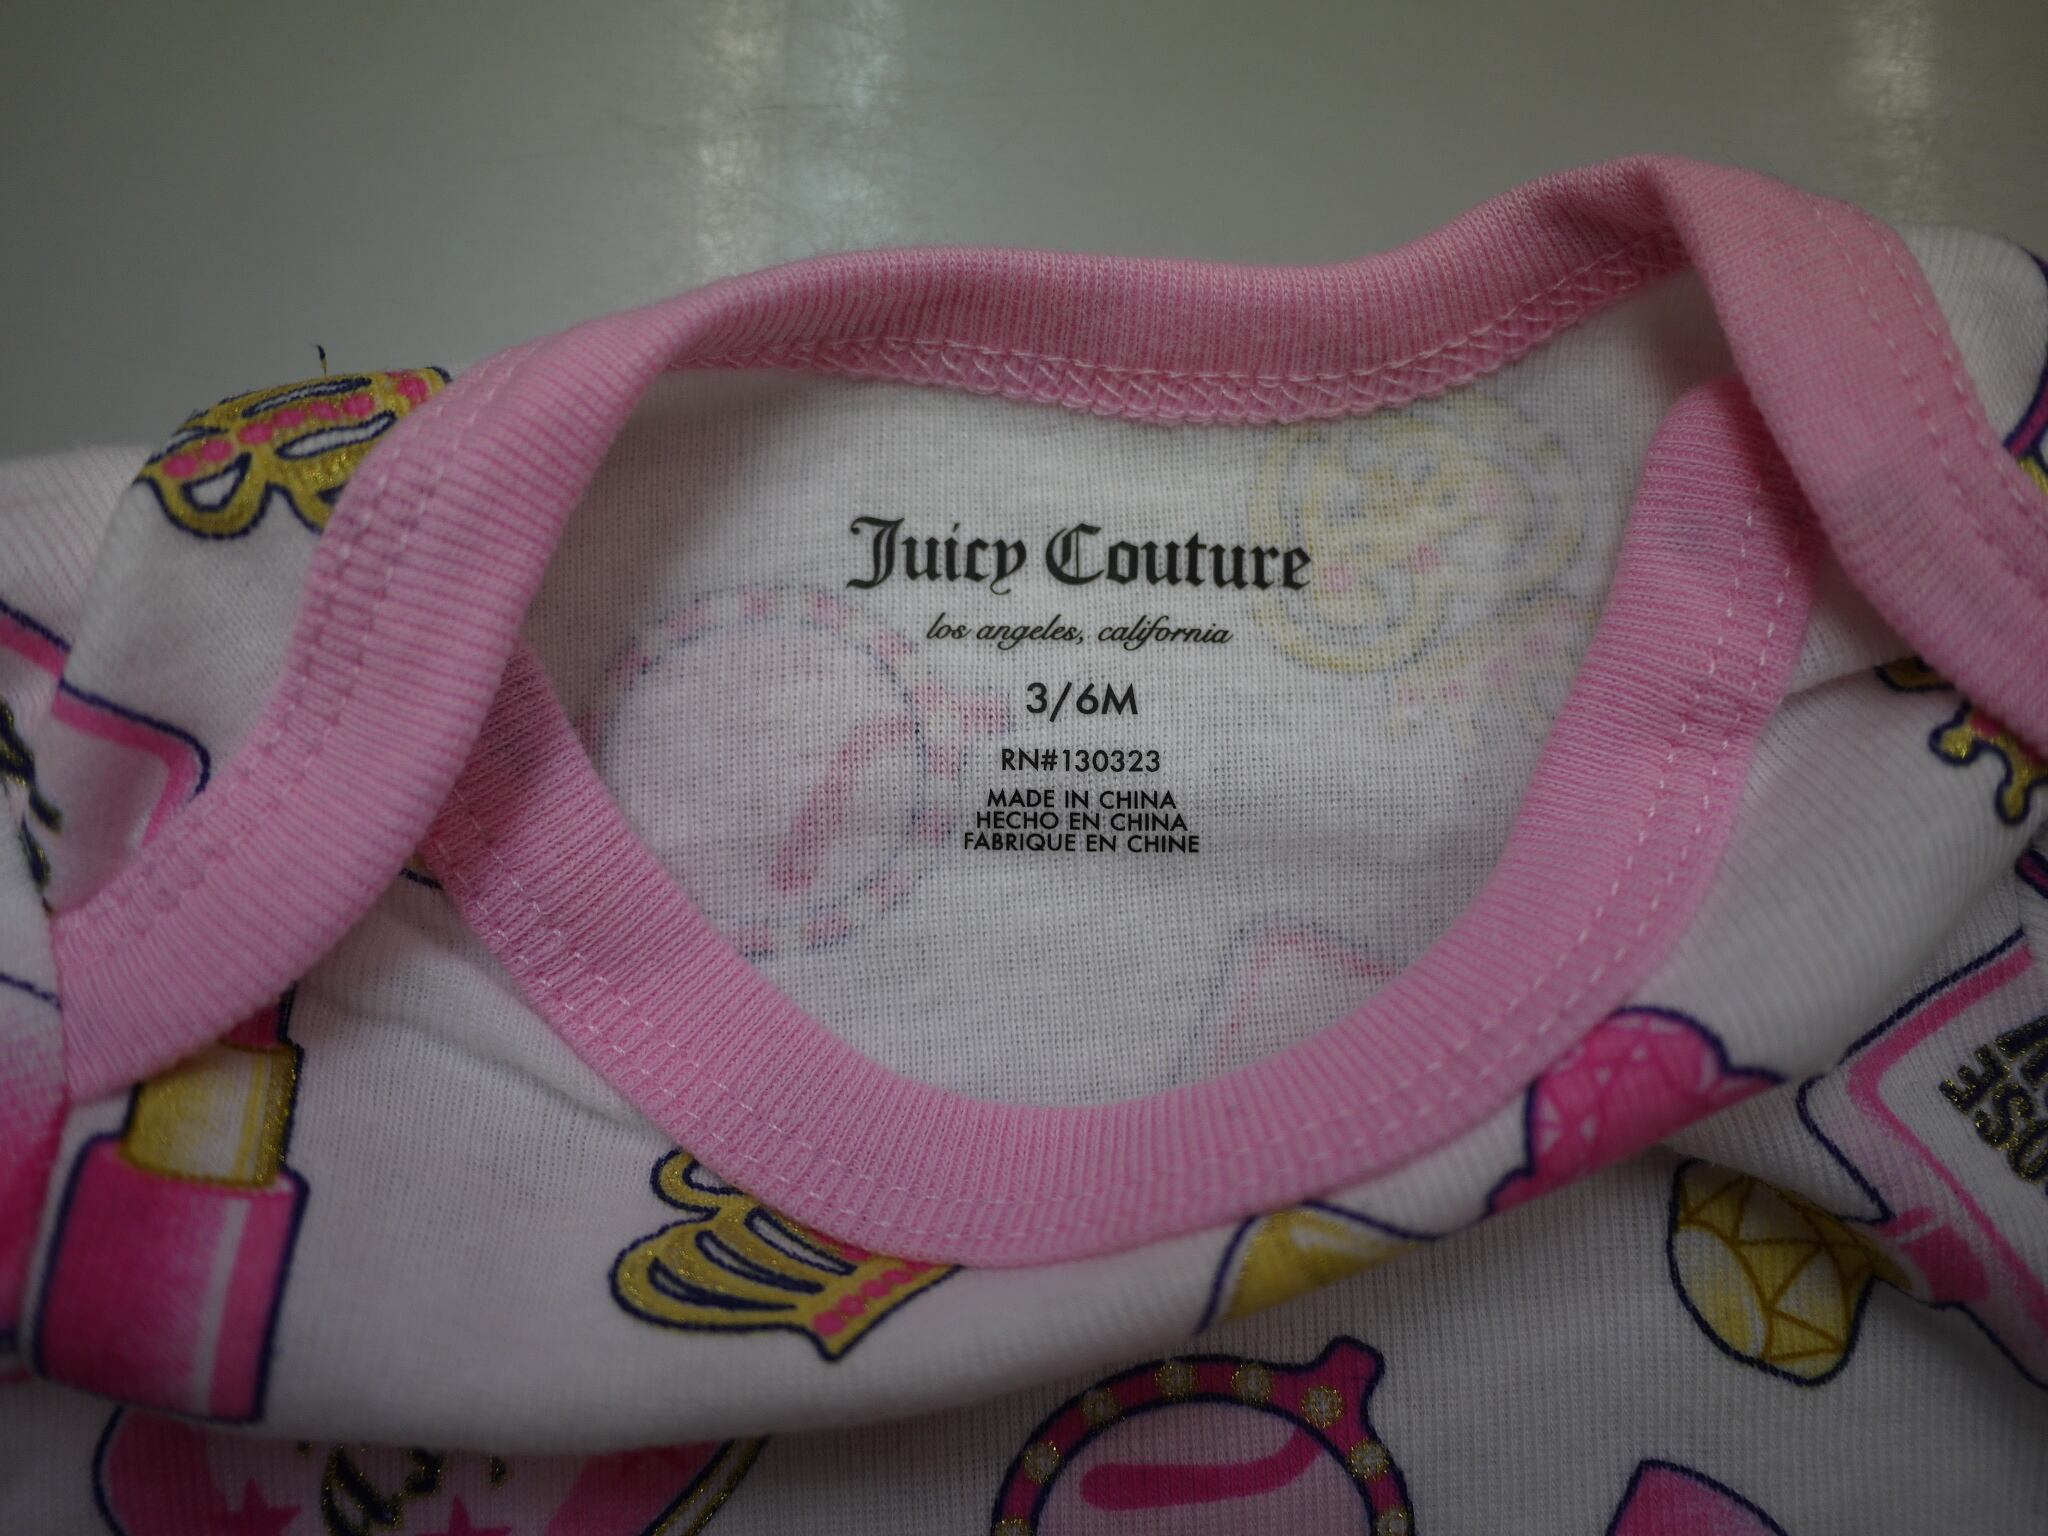 Juicy Couture
los angeles, california
3/6M
RN#130323
MADE IN CHINA
HECHO EN CHINA
FABRIQUE EN CHINE